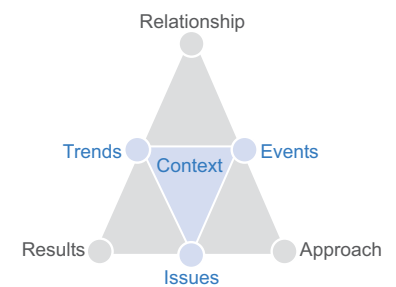 Relationship
Trends
Events
Context
Results
Approach
Issues